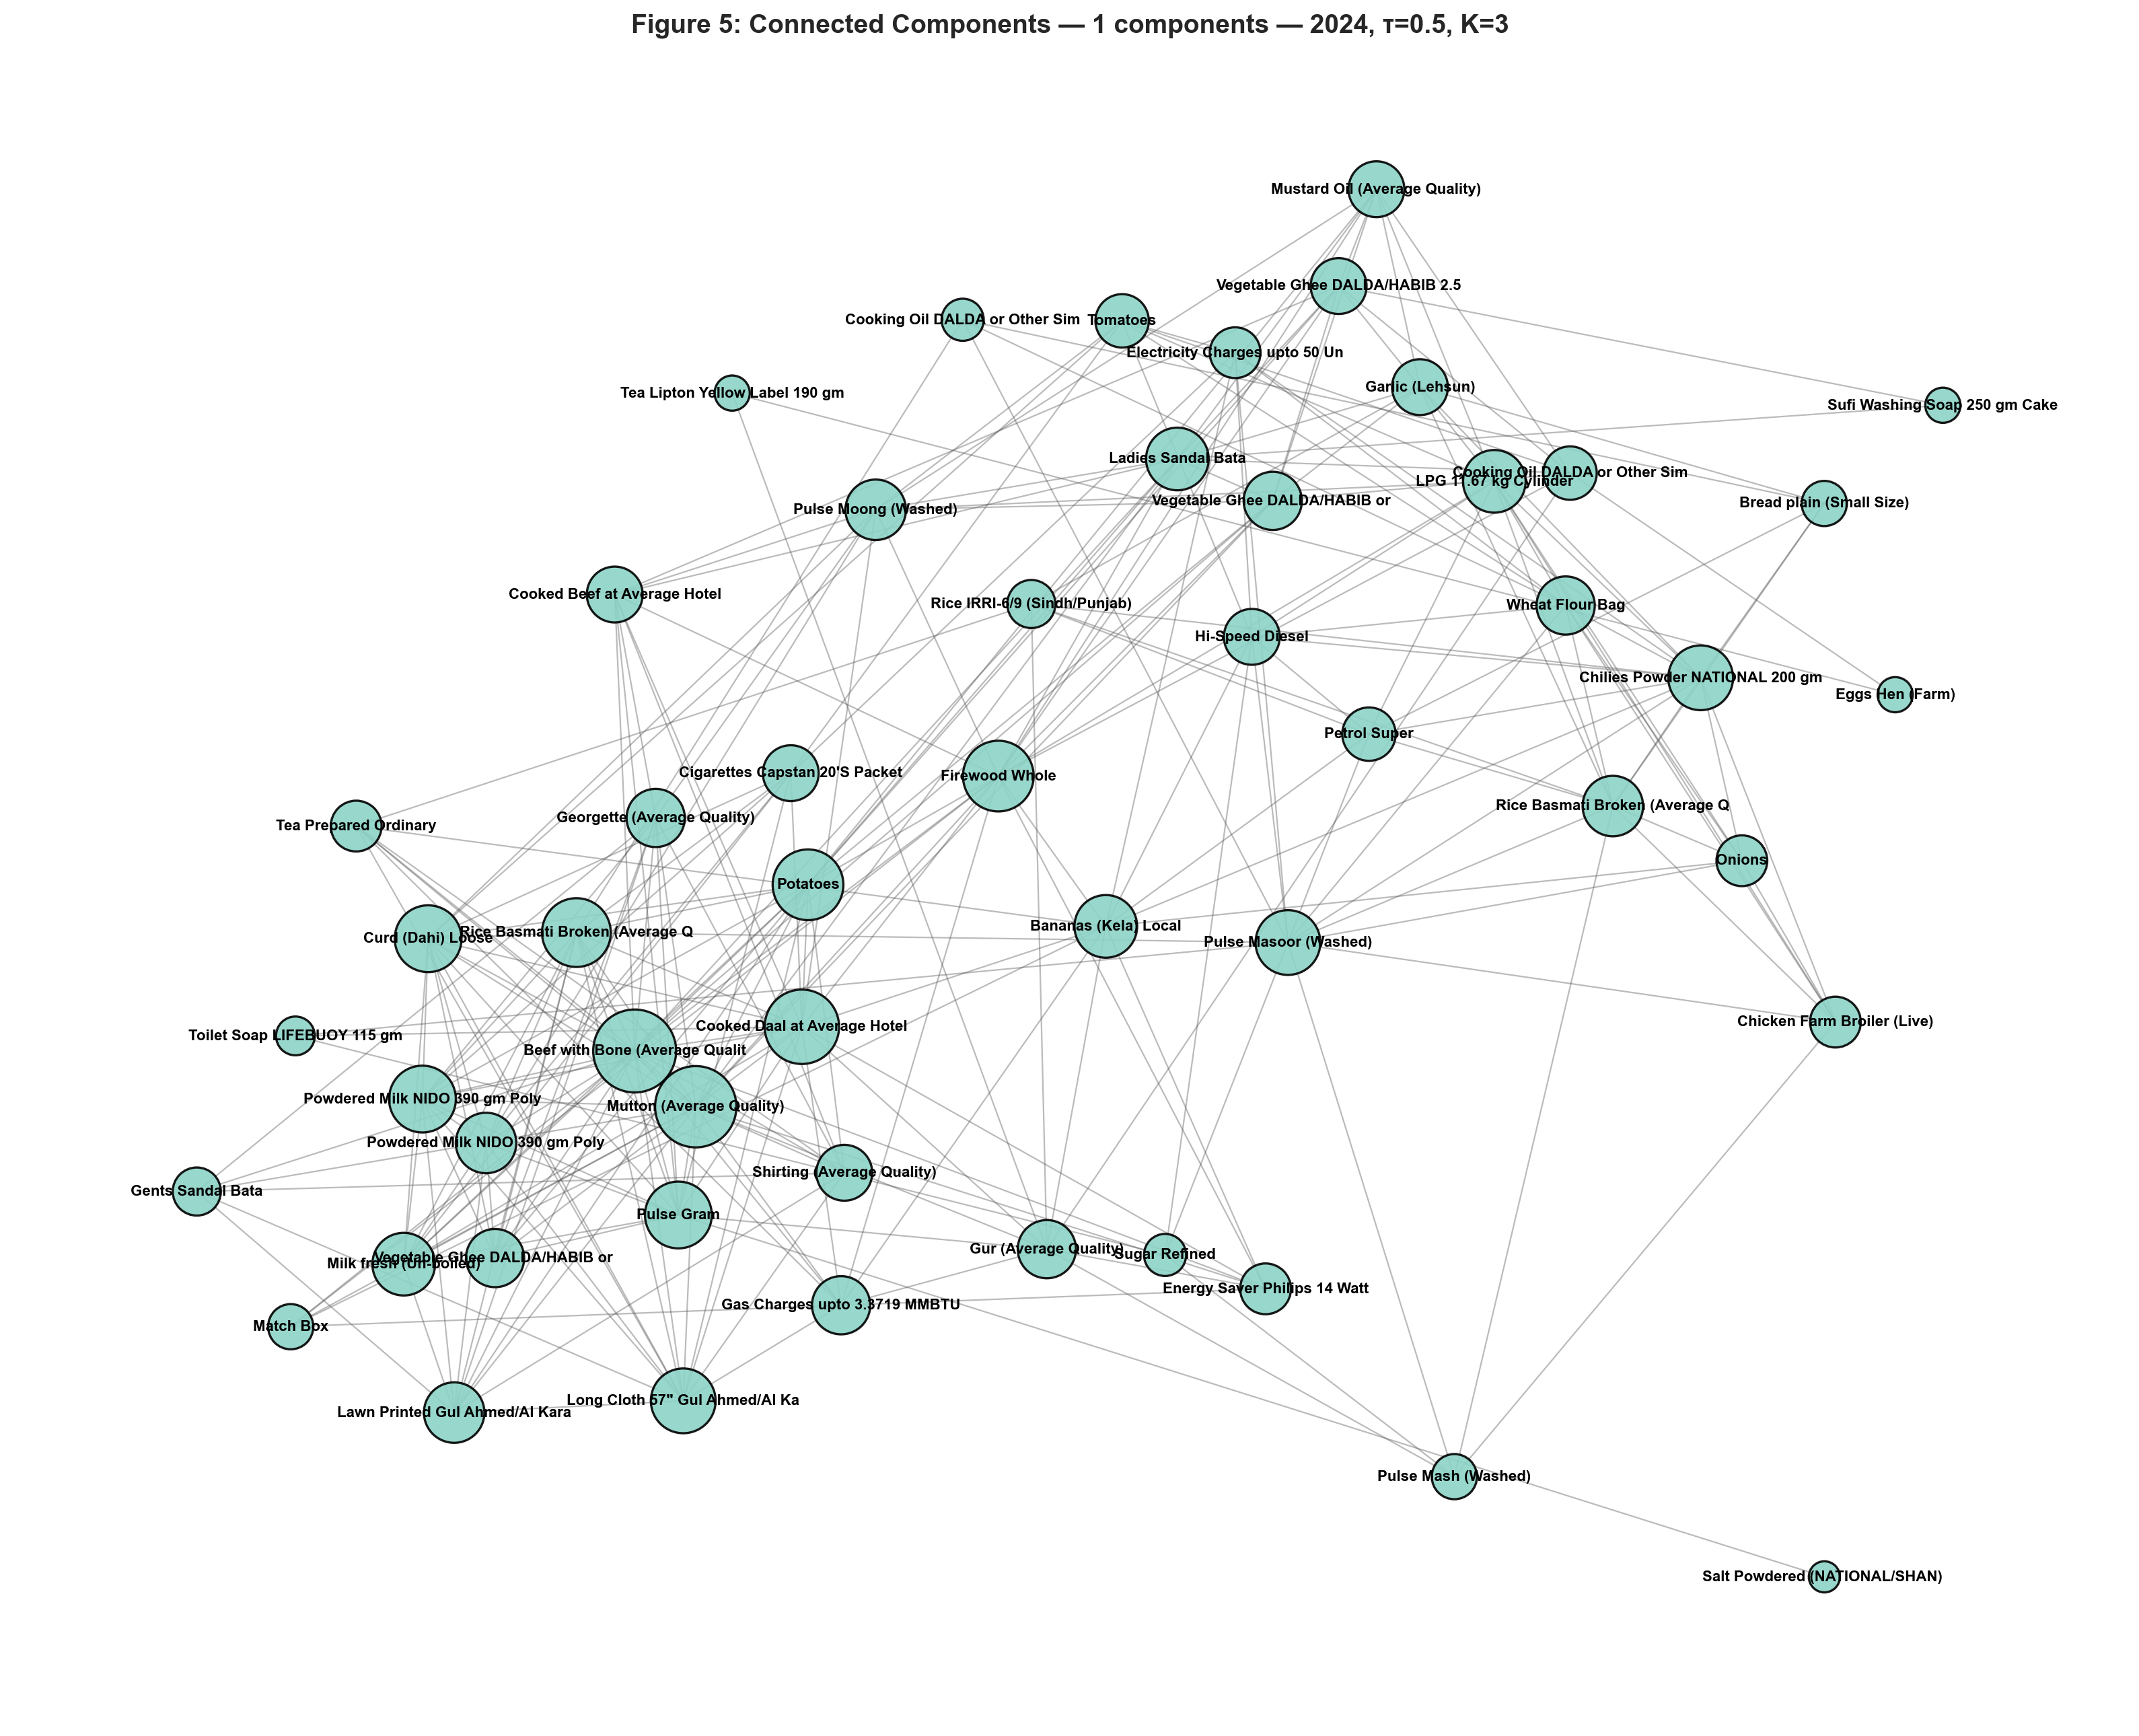 Figure 5: Connected Components — 1 components — 2024, τ=0.5, K=3
Mustard Oil (Average Quality)
Vegetable Ghee DALDA/HABIB 2.5
Cooking Oil DALDA or Other Sim
Tomatoes
Electricity Charges upto 50 Un
Garlic (Lehsun)
Tea Lipton Yellow Label 190 gm
Sufi Washing Soap 250 gm Cake
Ladies Sandal Bata
Cooking Oil DALDA or Other Sim
LPG 11.67 kg Cylinder
Vegetable Ghee DALDA/HABIB or
Bread plain (Small Size)
Pulse Moong (Washed)
Cooked Beef at Average Hotel
Rice IRRI-6/9 (Sindh/Punjab)
Wheat Flour Bag
Hi-Speed Diesel
Chilies Powder NATIONAL 200 gm
Eggs Hen (Farm)
Petrol Super
Cigarettes Capstan 20'S Packet
Firewood Whole
Rice Basmati Broken (Average Q
Georgette (Average Quality)
Tea Prepared Ordinary
Onions
Potatoes
Bananas (Kela) Local
Rice Basmati Broken (Average Q
Curd (Dahi) Loose
Pulse Masoor (Washed)
Chicken Farm Broiler (Live)
Cooked Daal at Average Hotel
Toilet Soap LIFEBUOY 115 gm
Beef with Bone (Average Qualit
Powdered Milk NIDO 390 gm Poly
Mutton (Average Quality)
Powdered Milk NIDO 390 gm Poly
Shirting (Average Quality)
Gents Sandal Bata
Pulse Gram
Gur (Average Quality)
Sugar Refined
Vegetable Ghee DALDA/HABIB or
Milk fresh (Un-boiled)
Energy Saver Philips 14 Watt
Gas Charges upto 3.3719 MMBTU
Match Box
Long Cloth 57" Gul Ahmed/Al Ka
Lawn Printed Gul Ahmed/Al Kara
Pulse Mash (Washed)
Salt Powdered (NATIONAL/SHAN)